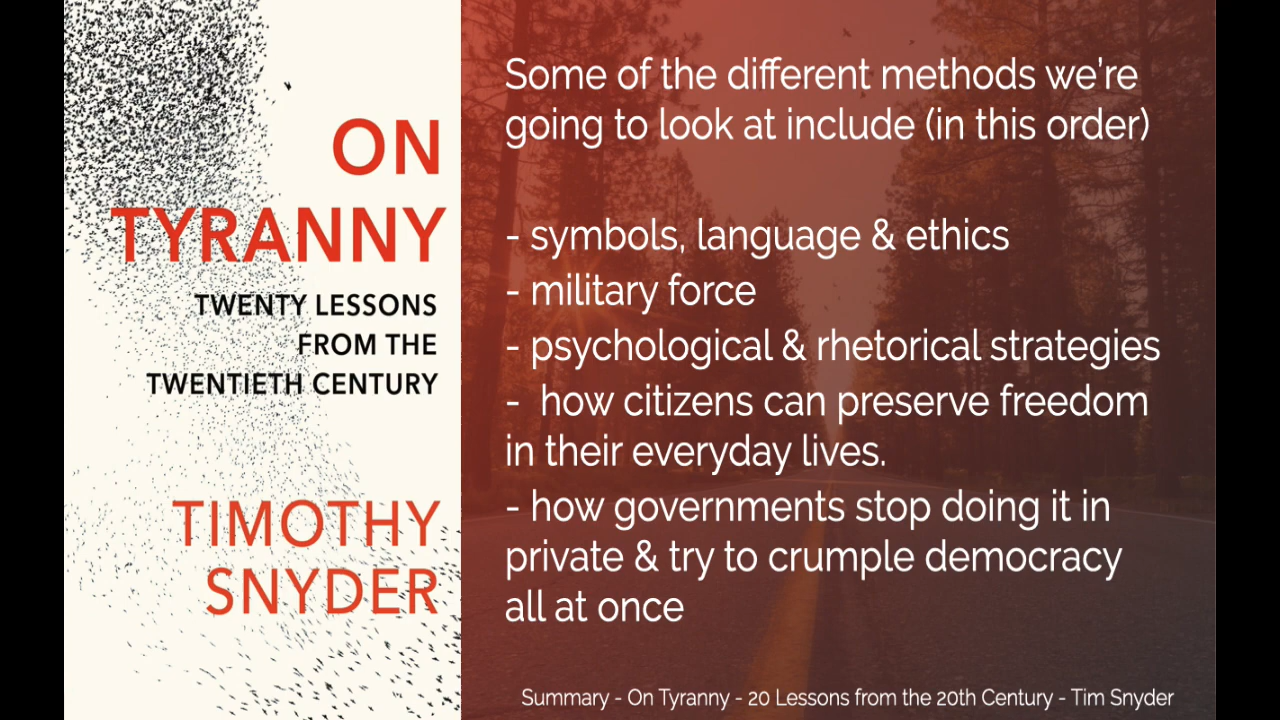 ON
TYRANNY
TWENTY LESSONS
FROM THE
TWENTIETH CENTURY
TIMOTHY
SNYDER
Some of the different methods we're
going to look at include (in this order)
- symbols, language & ethics
- military force
- psychological & rhetorical strategies
-  how citizens can preserve freedom
in their everyday lives.
- how governments stop doing it in
private & try to crumple democracy
all at once
Summary - On Tyranny - 20 Lessons from the 20th Century - Tim Snyder